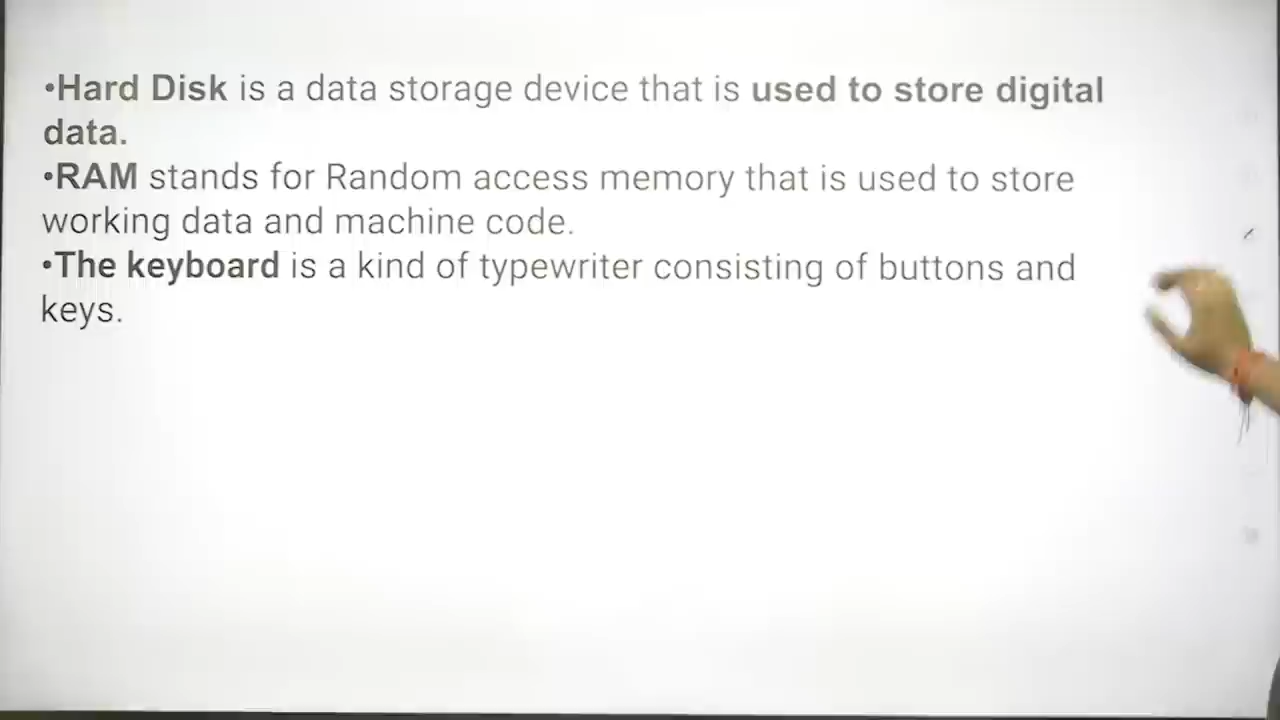 •Hard Disk is a data storage device that is used to store digital
data.
•RAM stands for Random access memory that is used to store
working data and machine code.
•The keyboard is a kind of typewriter consisting of buttons and
keys.